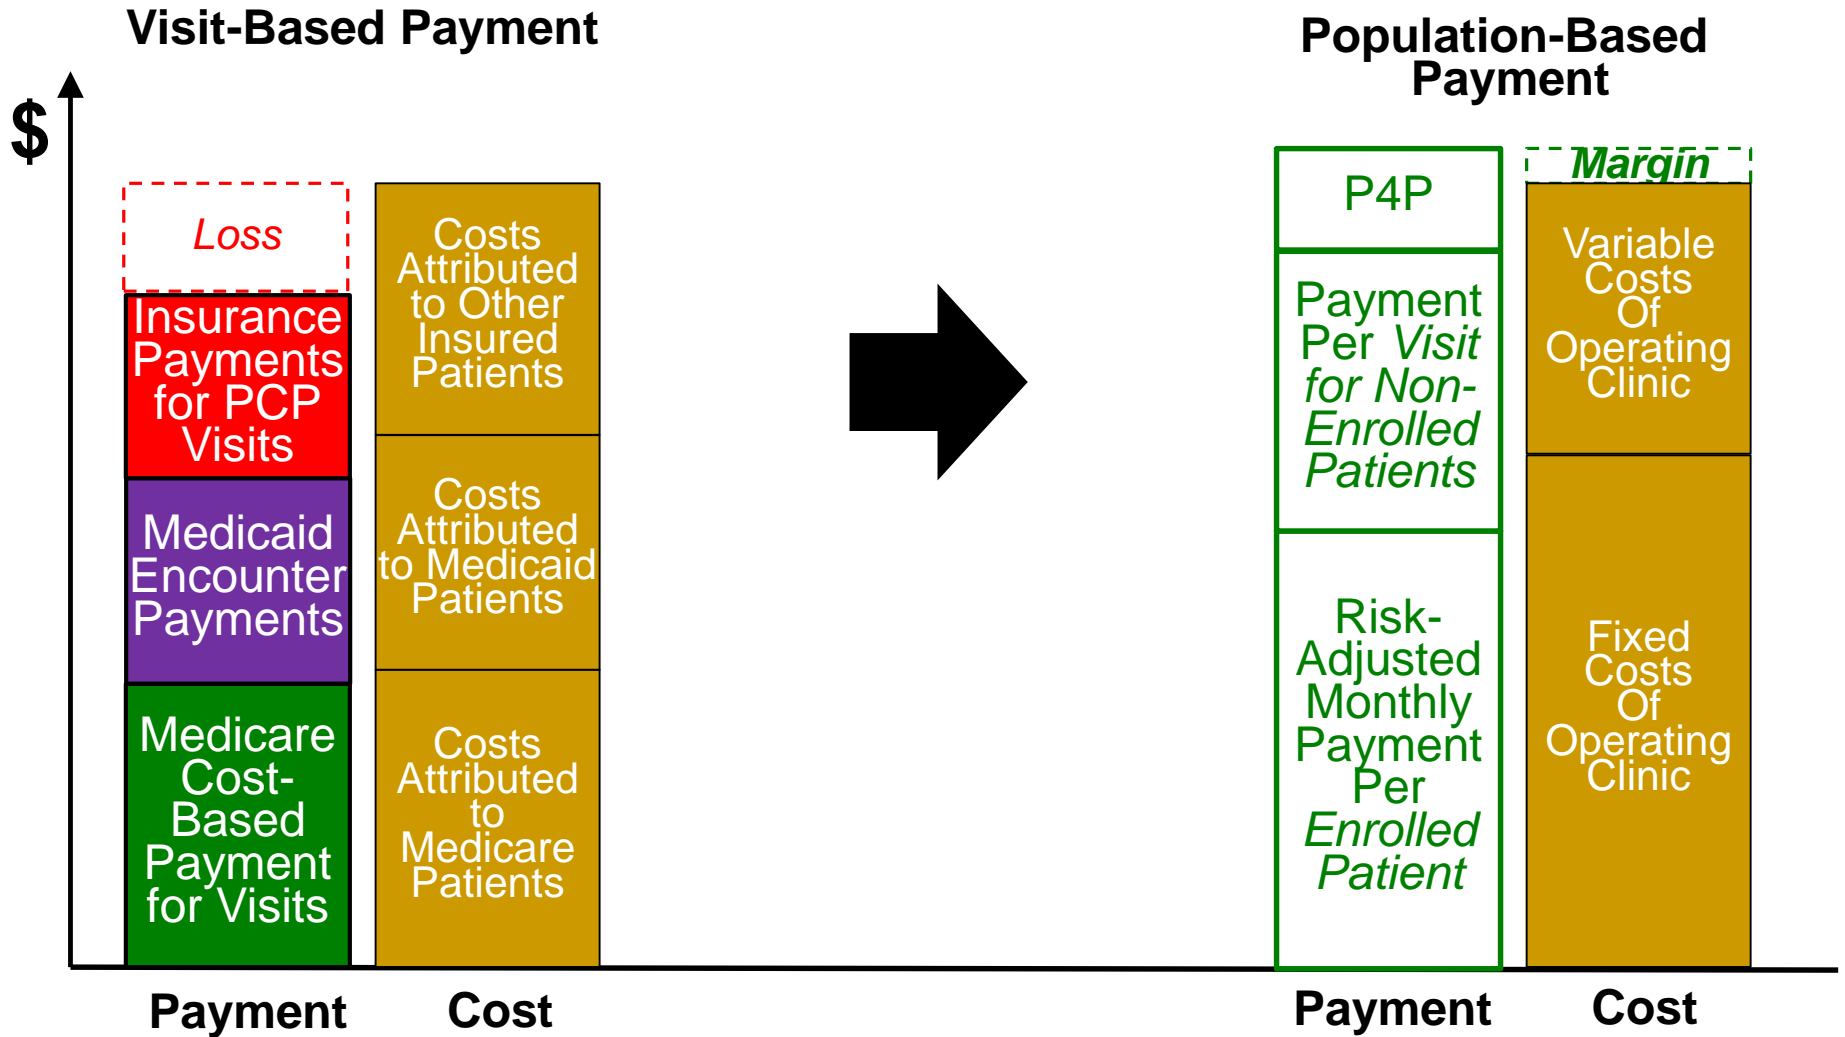 Visit-Based Payment
$
Loss
Insurance
Payments
for PCP
Visits
Medicaid
Encounter
Payments
Medicare
Cost-
Based
Payment
for Visits
Costs
Attributed
to Other
Insured
Patients
Costs
Attributed
to Medicaid
Patients
Costs
Attributed
to
Medicare
Patients
Payment
Cost
Population-Based
Payment
P4P
Payment
Per Visit
for Non-
Enrolled
Patients
Risk-
Adjusted
Monthly
Payment
Per
Enrolled
Patient
Margin
Variable
Costs
Of
Operating
Clinic
Fixed
Costs
Of
Operating
Clinic
Payment
Cost